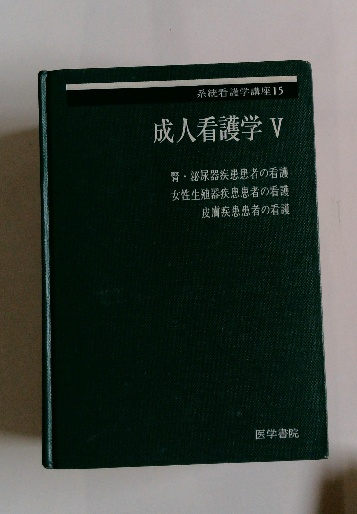 系統看護学講座15
成人看護学 V
腎・泌尿器疾患患者の看護
女性生殖器疾患患者の看護
皮膚疾患患者の看護
医学書院